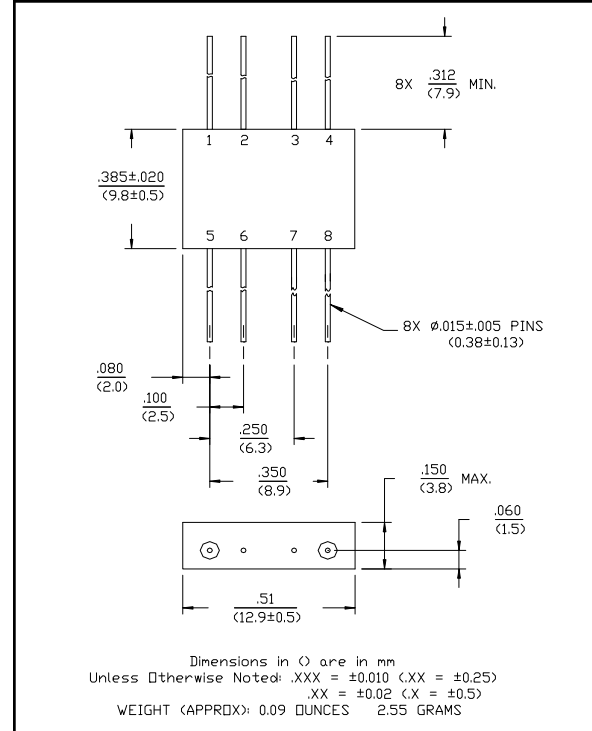 8X .312 MIN.
(7.9)
1 2 3 4
.385±.020
(9.8±0.5)
5 6 7 8
8X Ø.015±.005 PINS
(0.38±0.13)
.080
(2.0)
.100
(2.5)
.250
(6.3)
.350
(8.9)
.150 MAX.
(3.8)
.060
(1.5)
.51
(12.9±0.5)
Dimensions in () are in mm
Unless Otherwise Noted: .XXX = ±0.010 (.XX = ±0.25)
.XX = ±0.02 (.X = ±0.5)
WEIGHT (APPROX): 0.09 OUNCES 2.55 GRAMS